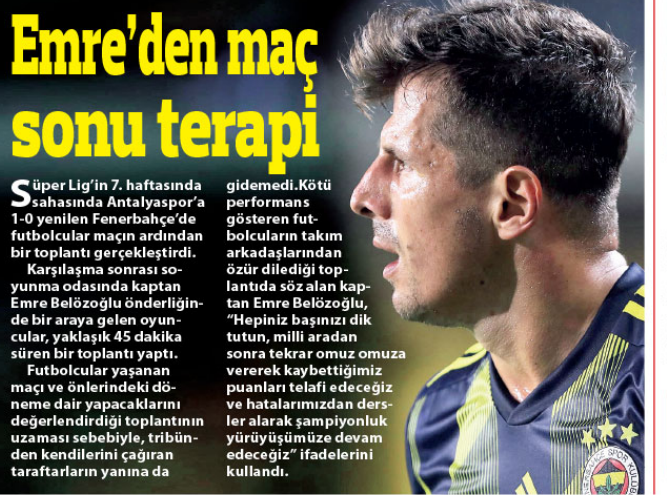 Emre'den maç
sonu terapi
Süper Lig'in 7. haftasında
sahasında Antalyaspor'a
1-0 yenilen Fenerbahçe'de
futbolcular maçın ardından
bir toplantı gerçekleştirdi.
Karşılaşma sonrası so-
yunma odasında kaptan
Emre Belözoğlu önderliğin-
de bir araya gelen oyun-
cular, yaklaşık 45 dakika
süren bir toplantı yaptı.
Futbolcular yaşanan
maçı ve önlerindeki dö-
neme dair yapacaklarını
değerlendirdiği toplantının
uzaması sebebiyle, tribün-
den kendilerini çağıran
taraftarların yanına da
gidemedi.Kötü
performans
gösteren fut-
bolcuların takım
arkadaşlarından
özür dilediği top-
lantıda söz alan kap-
tan Emre Belözoğlu,
“Hepiniz başınızı dik
tutun, milli aradan
sonra tekrar omuz omuza
vererek kaybettiğimiz
puanları telafi edeceğiz
ve hatalarımızdan ders-
ler alarak şampiyonluk
yürüyüşümüze devam
edeceğiz” ifadelerini
kullandı.